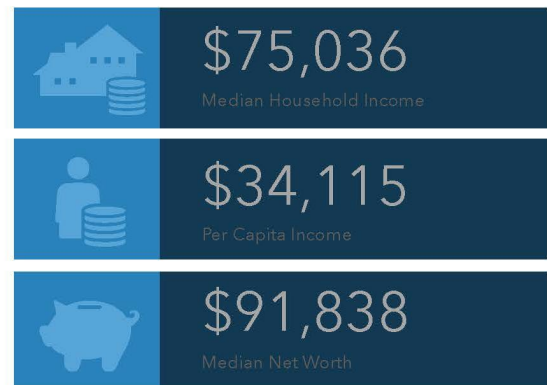 $75,036
Median Household Income
$34,115
Per Capita Income
$91,838
Median Net Worth